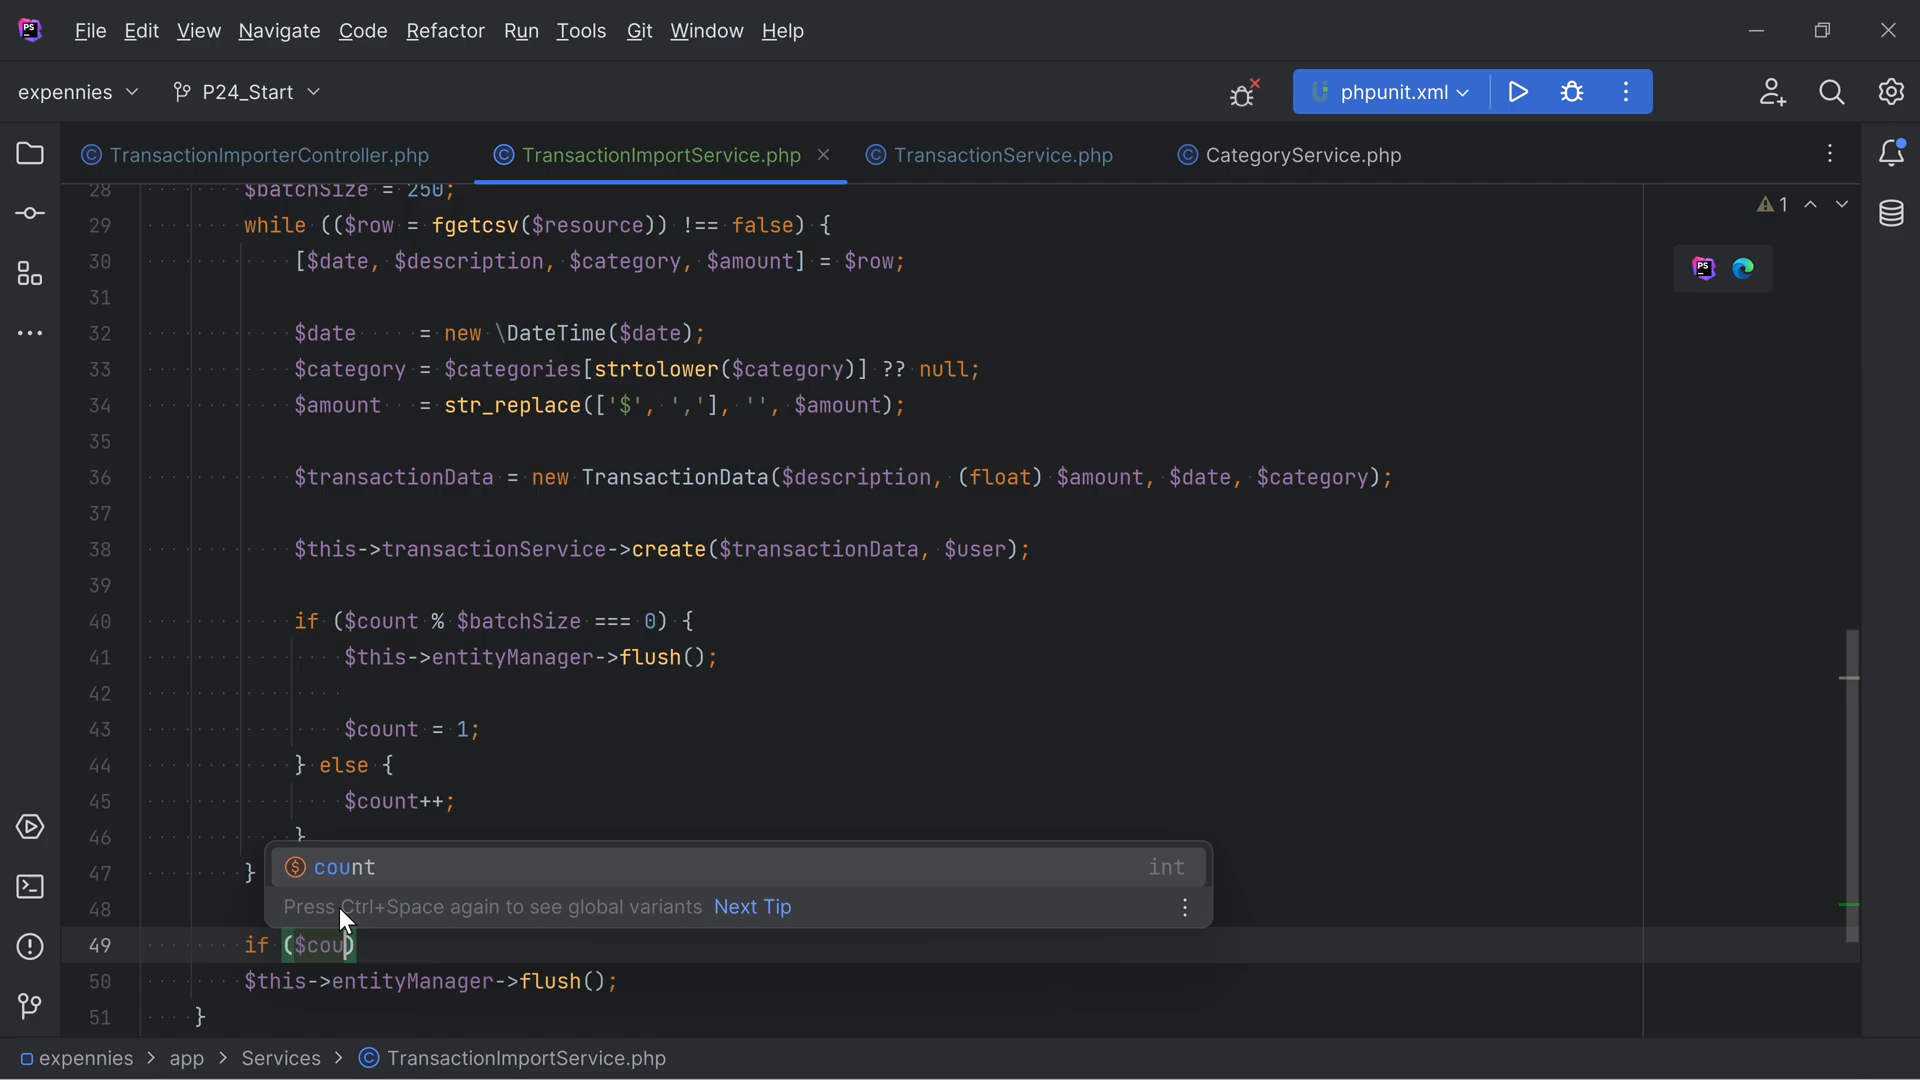 PS File Edit View Navigate Code Refactor Run Tools Git Window Help
expennies P24_Start phpunit.xml
TransactionImporterController.php TransactionImportService.php TransactionService.php CategoryService.php
28 $batchSize = 250;
29 while (($row = fgetcsv($resource)) !== false) {
30 [$date, $description, $category, $amount] = $row;
31
32 $date = new \DateTime($date);
33 $category = $categories[strtolower($category)] ?? null;
34 $amount = str_replace(['$', ','], '', $amount);
35
36 $transactionData = new TransactionData($description, (float) $amount, $date, $category);
37
38 $this->transactionService->create($transactionData, $user);
39
40 if ($count % $batchSize === 0) {
41 $this->entityManager->flush();
42
43 $count = 1;
44 } else {
45 $count++;
46 }
47 }
48
49 if ($cou)
50 $this->entityManager->flush();
51 }
1
PS
count int
Press Ctrl+Space again to see global variants Next Tip
expennies > app > Services > TransactionImportService.php